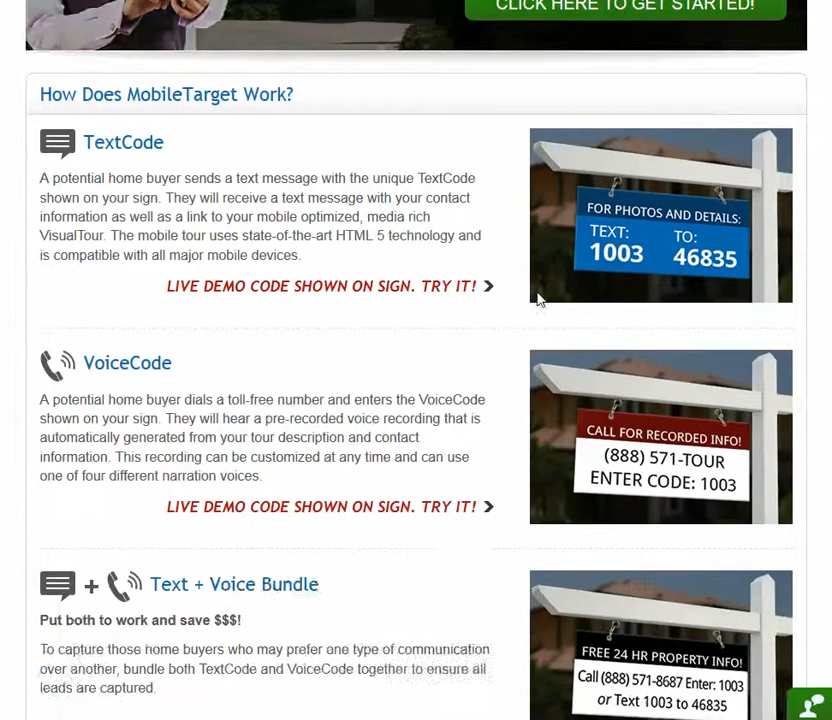 CLICK HERE TO GET STARTED!
How Does MobileTarget Work?
TextCode
A potential home buyer sends a text message with the unique TextCode
shown on your sign. They will receive a text message with your contact
information as well as a link to your mobile optimized, media rich
VisualTour. The mobile tour uses state-of-the-art HTML 5 technology and
is compatible with all major mobile devices.
LIVE DEMO CODE SHOWN ON SIGN. TRY IT!
FOR PHOTOS AND DETAILS:
TEXT: TO:
1003 46835
VoiceCode
A potential home buyer dials a toll-free number and enters the VoiceCode
shown on your sign. They will hear a pre-recorded voice recording that is
automatically generated from your tour description and contact
information. This recording can be customized at any time and can use
one of four different narration voices.
LIVE DEMO CODE SHOWN ON SIGN. TRY IT!
CALL FOR RECORDED INFO!
(888) 571-TOUR
ENTER CODE: 1003
Text + Voice Bundle
Put both to work and save $$$!
To capture those home buyers who may prefer one type of communication
over another, bundle both TextCode and VoiceCode together to ensure all
leads are captured.
FREE 24 HR PROPERTY INFO!
Call (888) 571-8687 Enter: 1003
or Text 1003 to 46835